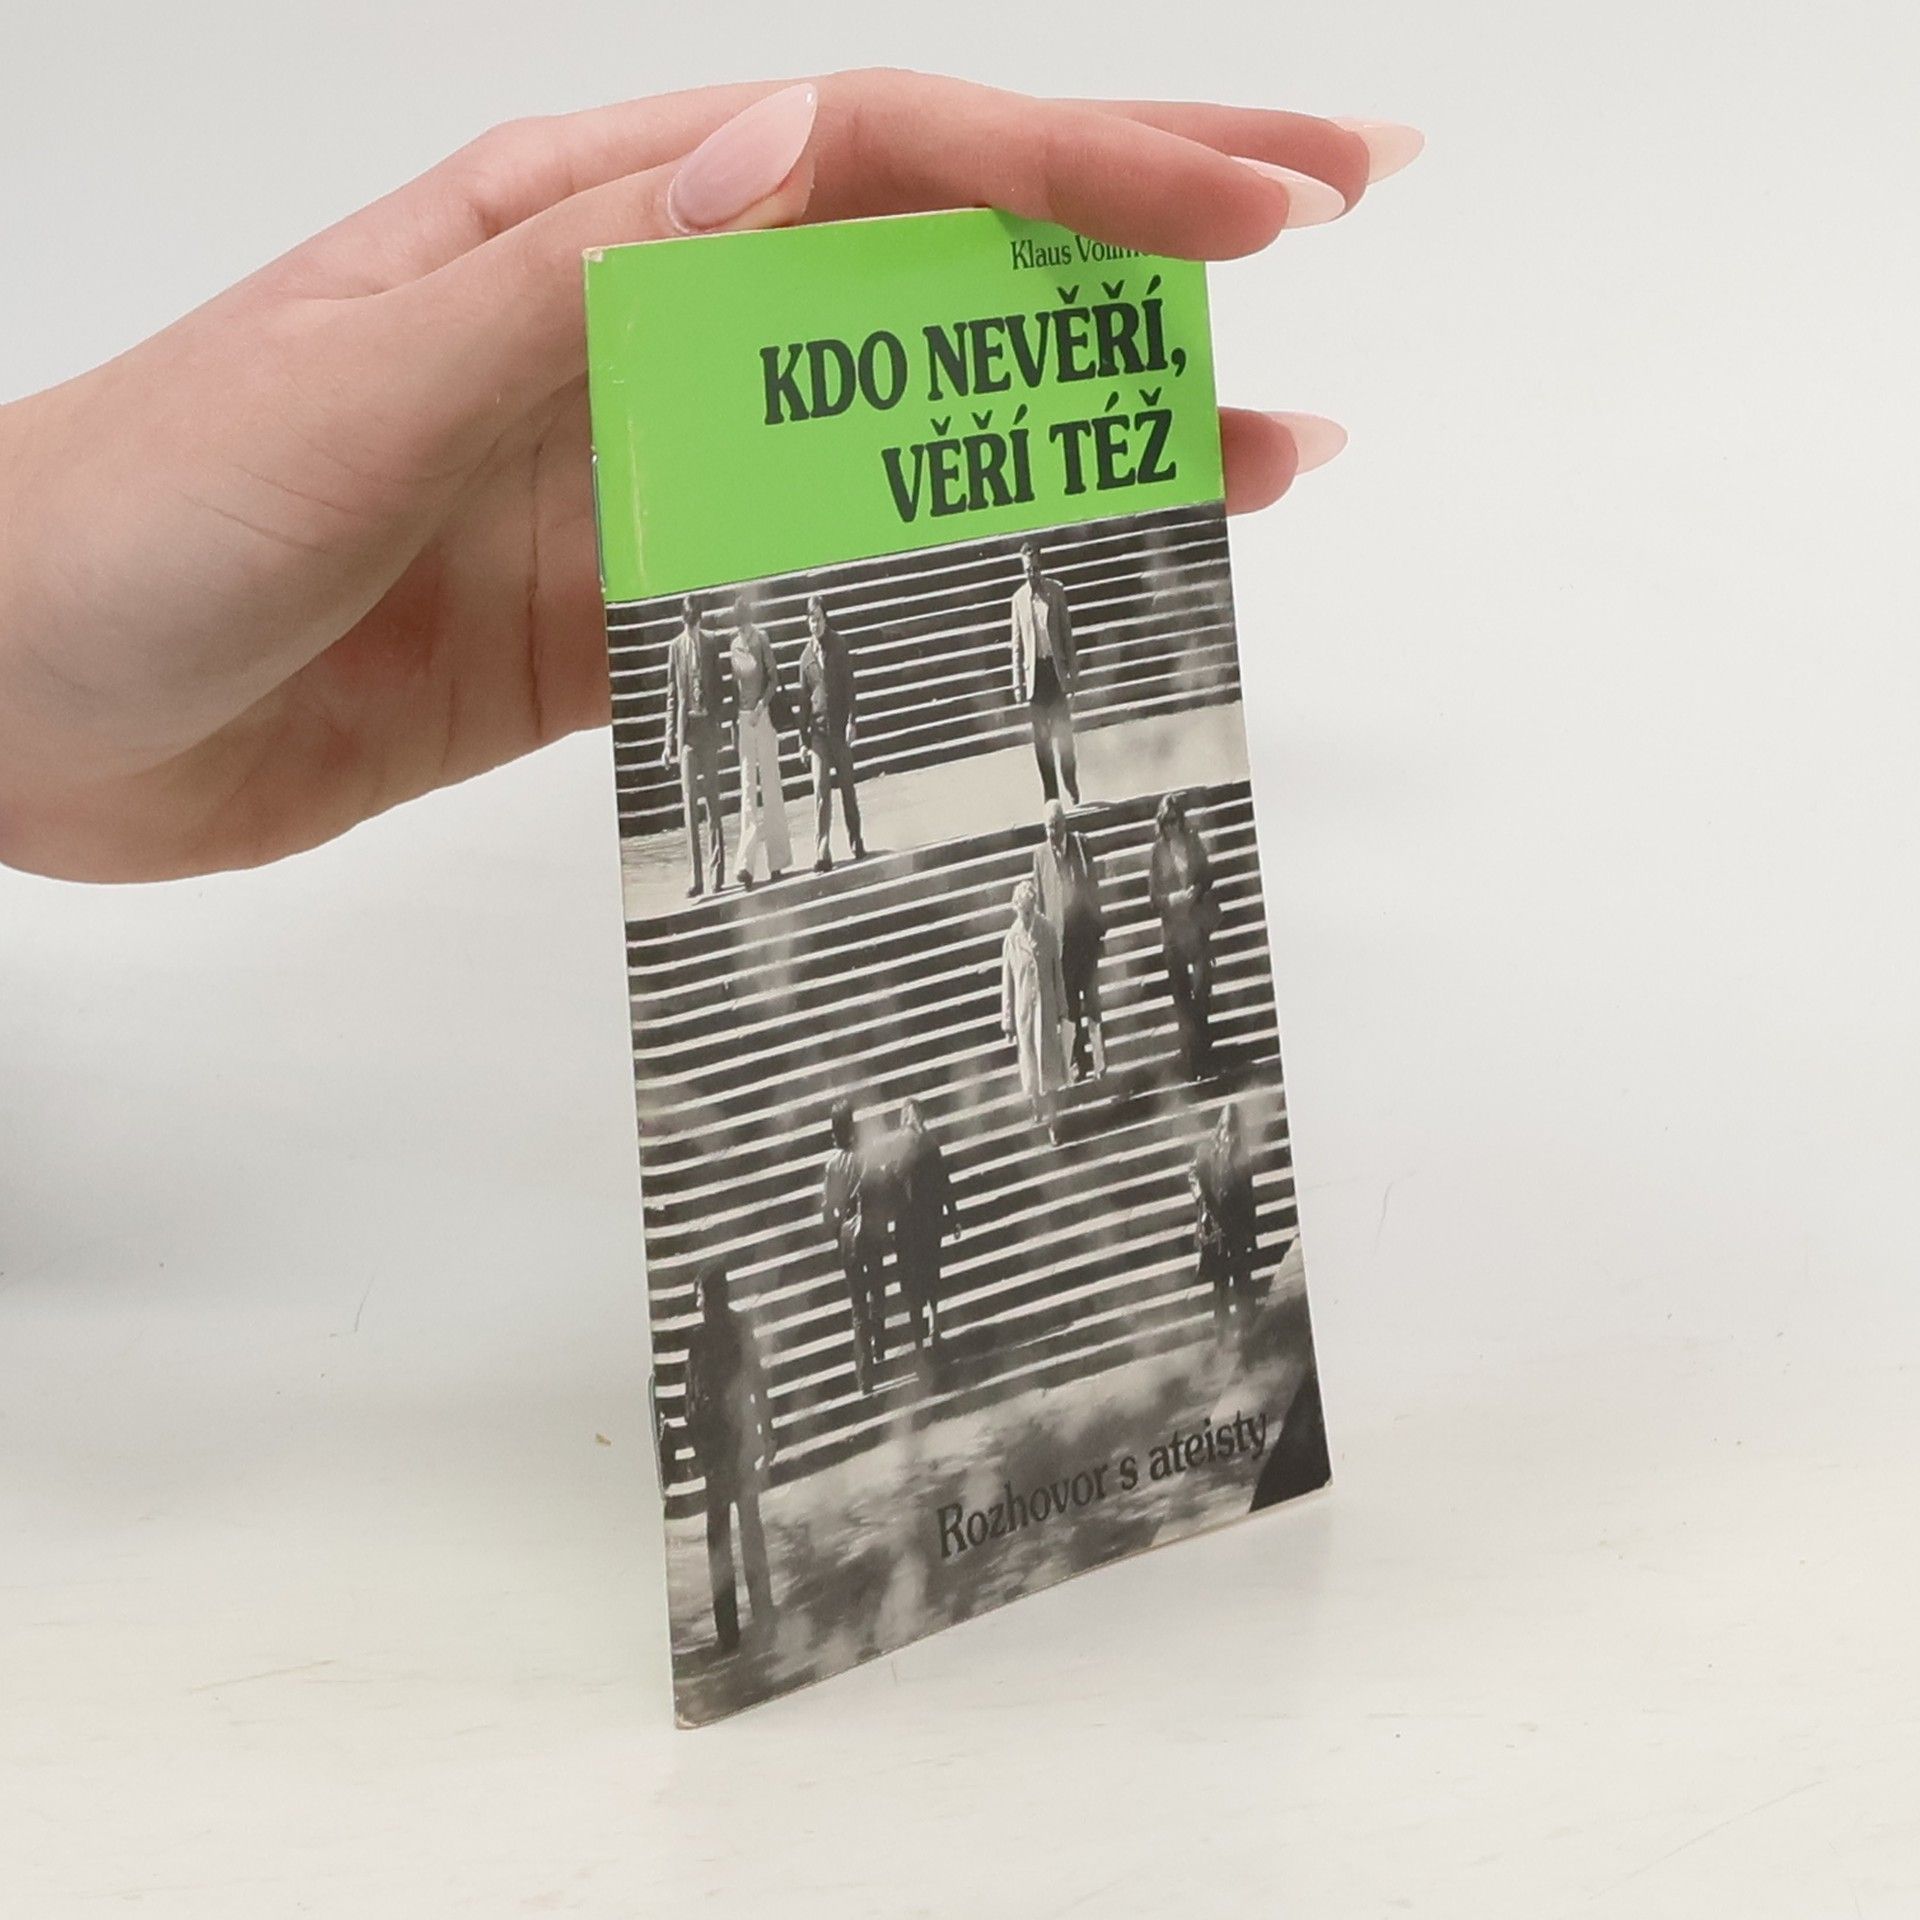 Klaus
KDO NEVĚŘÍ,
VĚŘÍ TÉŽ
Rozhovor s ateisty